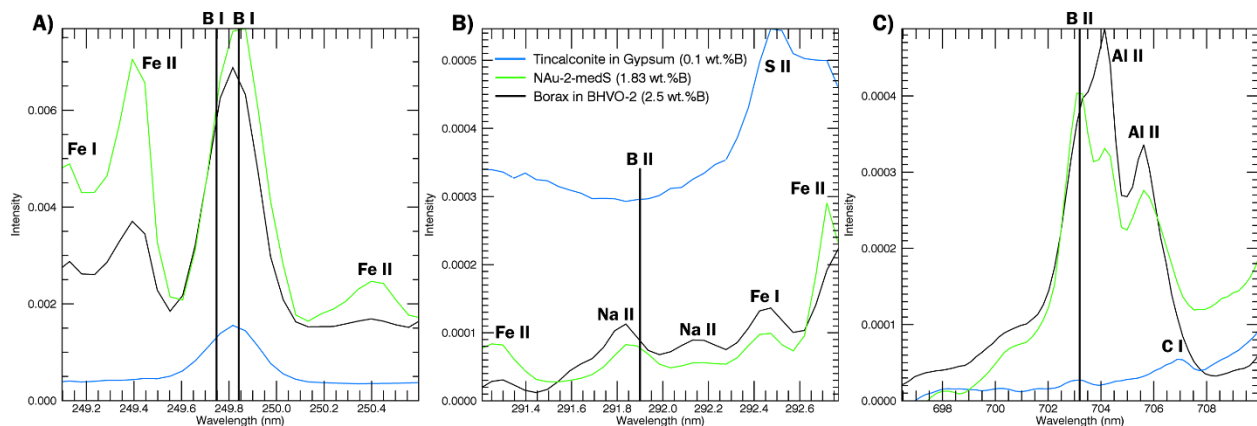 A)
B I B I
Fe II
Fe I
Fe II
Intensity
0.006
0.004
0.002
0.000
249.2 249.4 249.6 249.8 250.0 250.2 250.4
Wavelength (nm)
B)
Tincalconite in Gypsum (0.1 wt.%B)
NAu-2-medS (1.83 wt.%B)
Borax in BHVO-2 (2.5 wt.%B)
S II
B II
Fe II
Na II
Na II
Fe I
Fe II
Intensity
0.0005
0.0004
0.0003
0.0002
0.0001
0.0000
291.4 291.6 291.8 292.0 292.2 292.4 292.6
Wavelength (nm)
C)
B II
Al II
Al II
C I
Intensity
0.0004
0.0003
0.0002
0.0001
0.0000
698 700 702 704 706 708
Wavelength (nm)